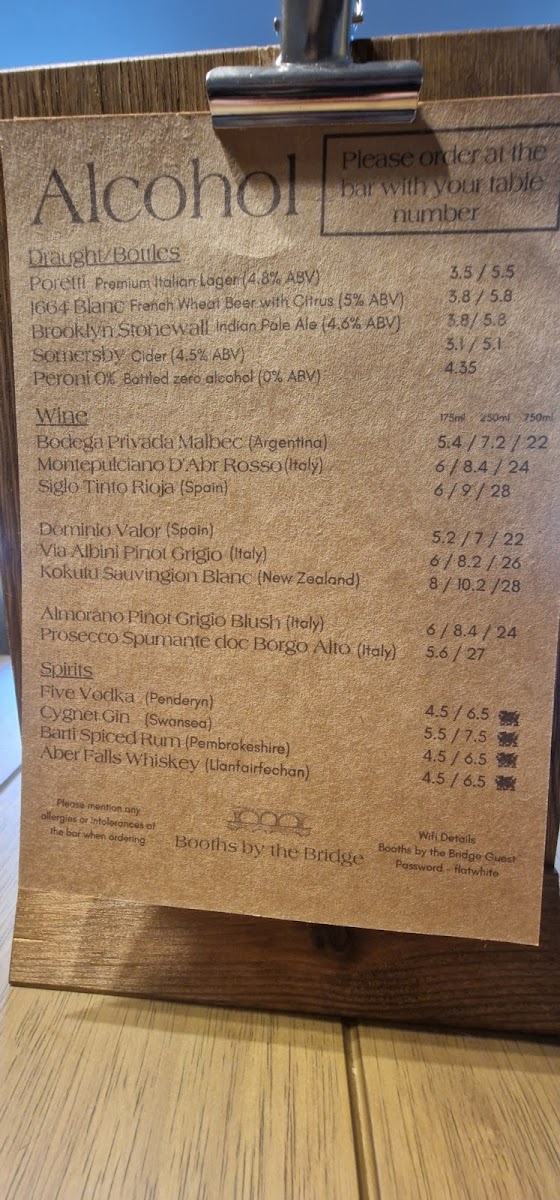 Alcohol
Please order at the
bar with your table
number
Draught/Bottles
Poretti Premium Italian Lager (4.8% ABV) 3.5 / 5.5
1664 Blanc French Wheat Beer with Citrus (5% ABV) 3.8 / 5.8
Brooklyn Stonewall Indian Pale Ale (4.6% ABV) 3.8/ 5.8
Somersby Cider (4.5% ABV) 3.1 / 5.1
Peroni 0% Bottled zero alcohol (0% ABV) 4.35
Wine 175ml 250ml 750ml
Bodega Privada Malbec (Argentina) 5.4 / 7.2 / 22
Montepulciano D'Abr Rosso (Italy) 6 / 8.4 / 24
Siglo Tinto Rioja (Spain) 6 / 9 / 28
Dominio Valor (Spain) 5.2 / 7 / 22
Via Albini Pinot Grigio (Italy) 6 / 8.2 / 26
Kokutu Sauvingion Blanc (New Zealand) 8 / 10.2 /28
Almorano Pinot Grigio Blush (Italy) 6 / 8.4 / 24
Prosecco Spumante doc Borgo Alto (Italy) 5.6 / 27
Spirits
Five Vodka (Penderyn) 4.5 / 6.5
Cygnet Gin (Swansea) 5.5 / 7.5
Barti Spiced Rum (Pembrokeshire) 4.5 / 6.5
Aber Falls Whiskey (Llanfairfechan) 4.5 / 6.5
Please mention any
allergies or intolerances at
the bar when ordering
Booths by the Bridge
Wifi Details
Booths by the Bridge Guest
Password - flatwhite